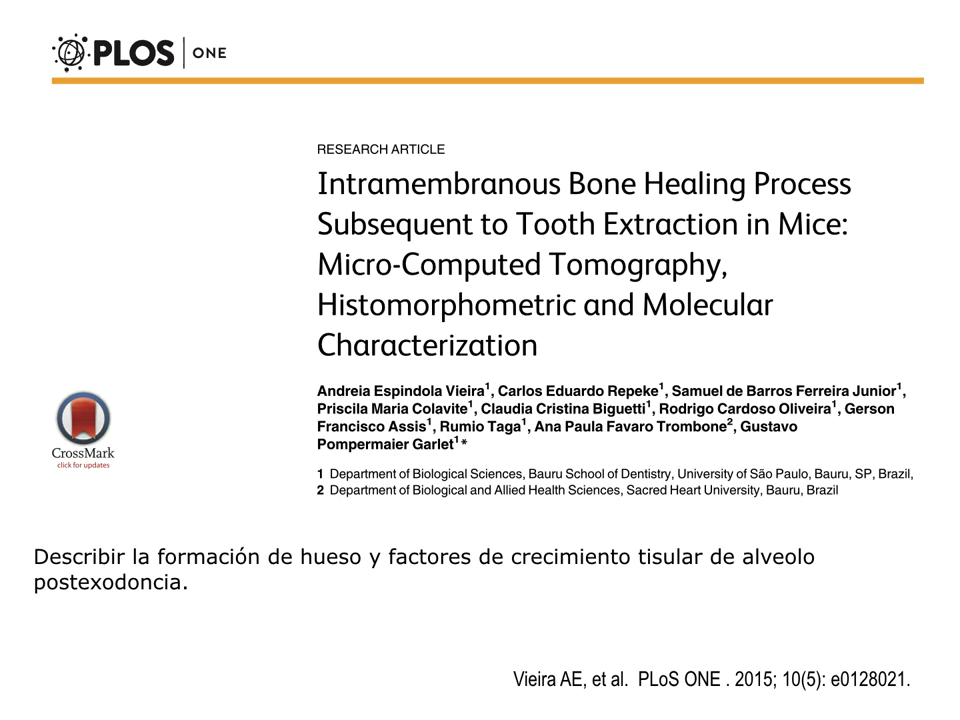 PLOS | ONE
RESEARCH ARTICLE
Intramembranous Bone Healing Process
Subsequent to Tooth Extraction in Mice:
Micro-Computed Tomography,
Histomorphometric and Molecular
Characterization
Andreia Espindola Vieira1, Carlos Eduardo Repeke1, Samuel de Barros Ferreira Junior1,
Priscila Maria Colavite1, Claudia Cristina Biguetti1, Rodrigo Cardoso Oliveira1, Gerson
Francisco Assis1, Rumio Taga1, Ana Paula Favaro Trombone2, Gustavo
Pompermaier Garlet1*
CrossMark
click for updates
1 Department of Biological Sciences, Bauru School of Dentistry, University of São Paulo, Bauru, SP, Brazil,
2 Department of Biological and Allied Health Sciences, Sacred Heart University, Bauru, Brazil
Describir la formación de hueso y factores de crecimiento tisular de alveolo
postexodoncia.
Vieira AE, et al. PLoS ONE . 2015; 10(5): e0128021.